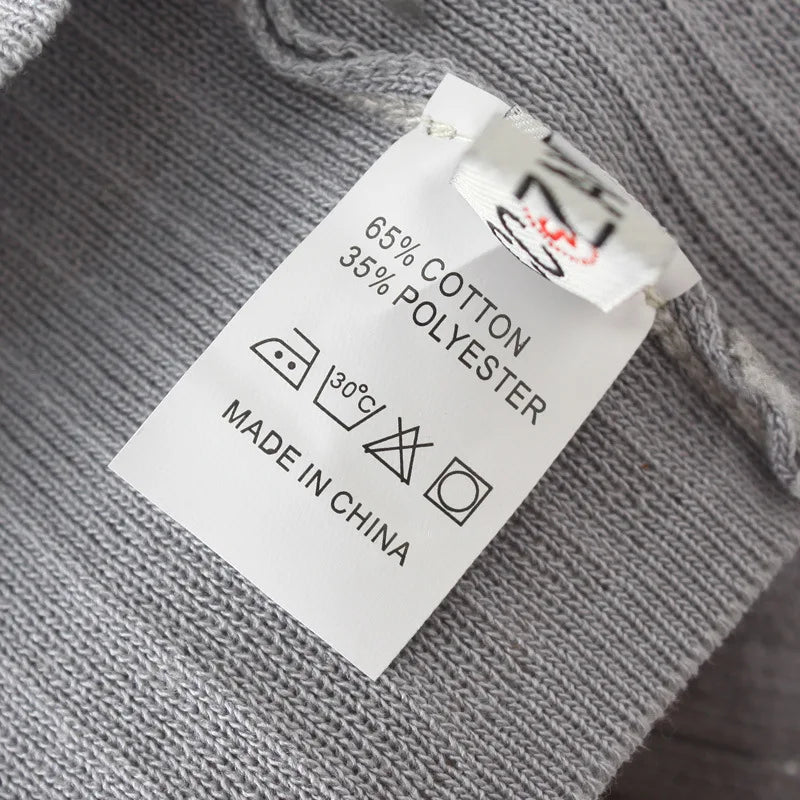 65% COTTON
35% POLYESTER
30°C
MADE IN CHINA